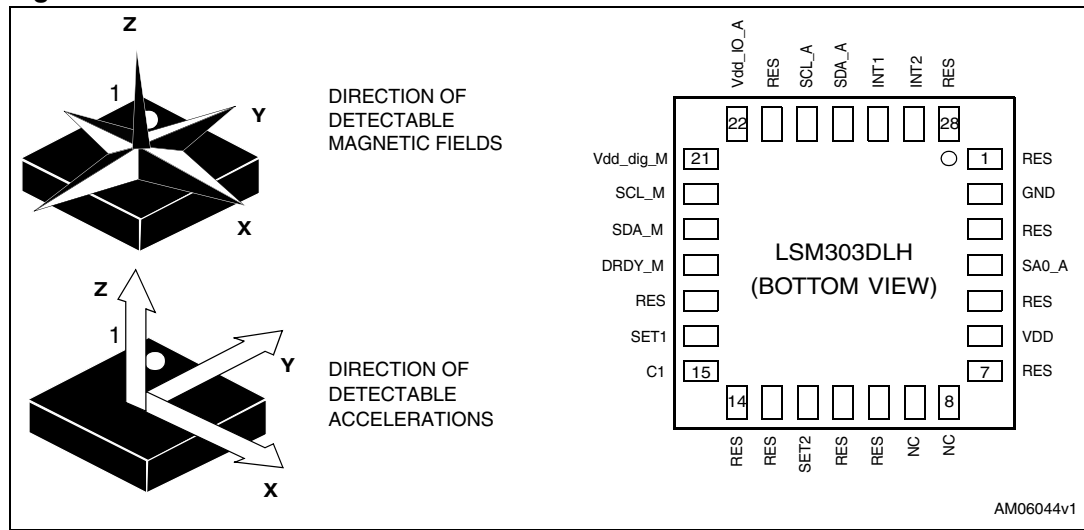 Z
1
Y
X
DIRECTION OF
DETECTABLE
MAGNETIC FIELDS
Z
1
Y
X
DIRECTION OF
DETECTABLE
ACCELERATIONS
Vdd_IO_A
RES
SCL_A
SDA_A
INT1
INT2
RES
22
28
Vdd_dig_M
21
SCL_M
SDA_M
DRDY_M
RES
SET1
C1
15
LSM303DLH
(BOTTOM VIEW)
1
RES
GND
RES
SA0_A
RES
VDD
7
RES
14
8
RES
RES
SET2
RES
RES
NC
NC
AM06044v1